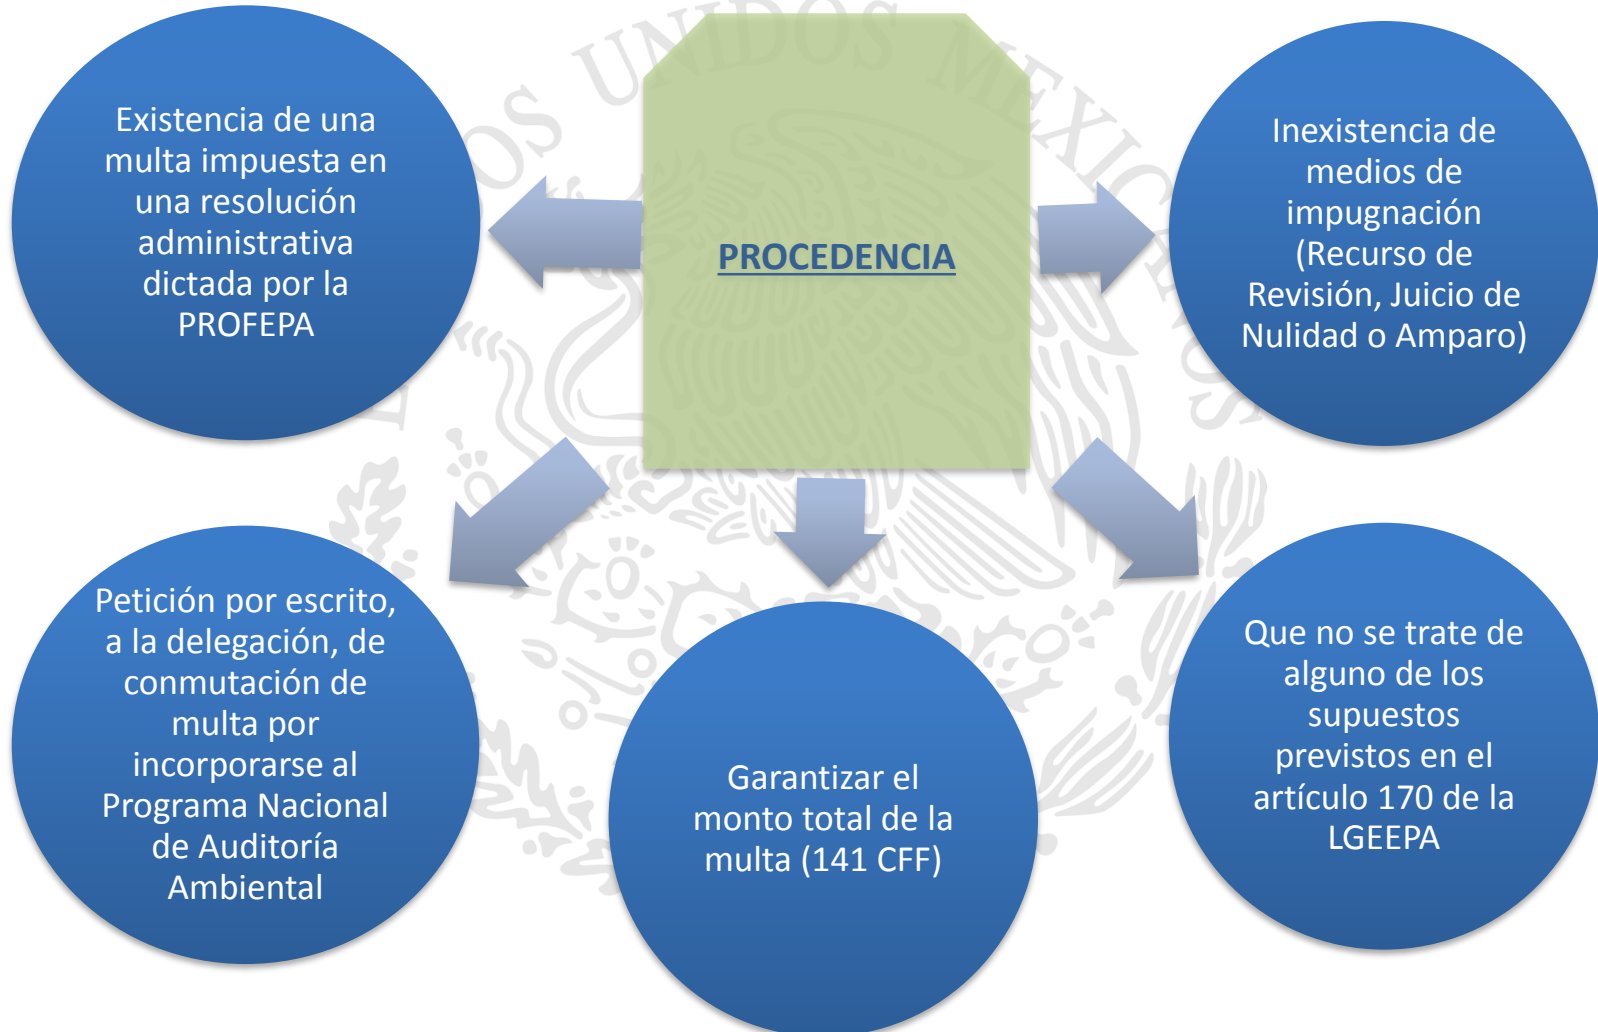 Existencia de una
multa impuesta en
una resolución
administrativa
dictada por la
PROFEPA
PROCEDENCIA
Inexistencia de
medios de
impugnación
(Recurso de
Revisión, Juicio de
Nulidad o Amparo)
Petición por escrito,
a la delegación, de
conmutación de
multa por
incorporarse al
Programa Nacional
de Auditoría
Ambiental
Garantizar el
monto total de la
multa (141 CFF)
Que no se trate de
alguno de los
supuestos
previstos en el
artículo 170 de la
LGEEPA
UNIDOS